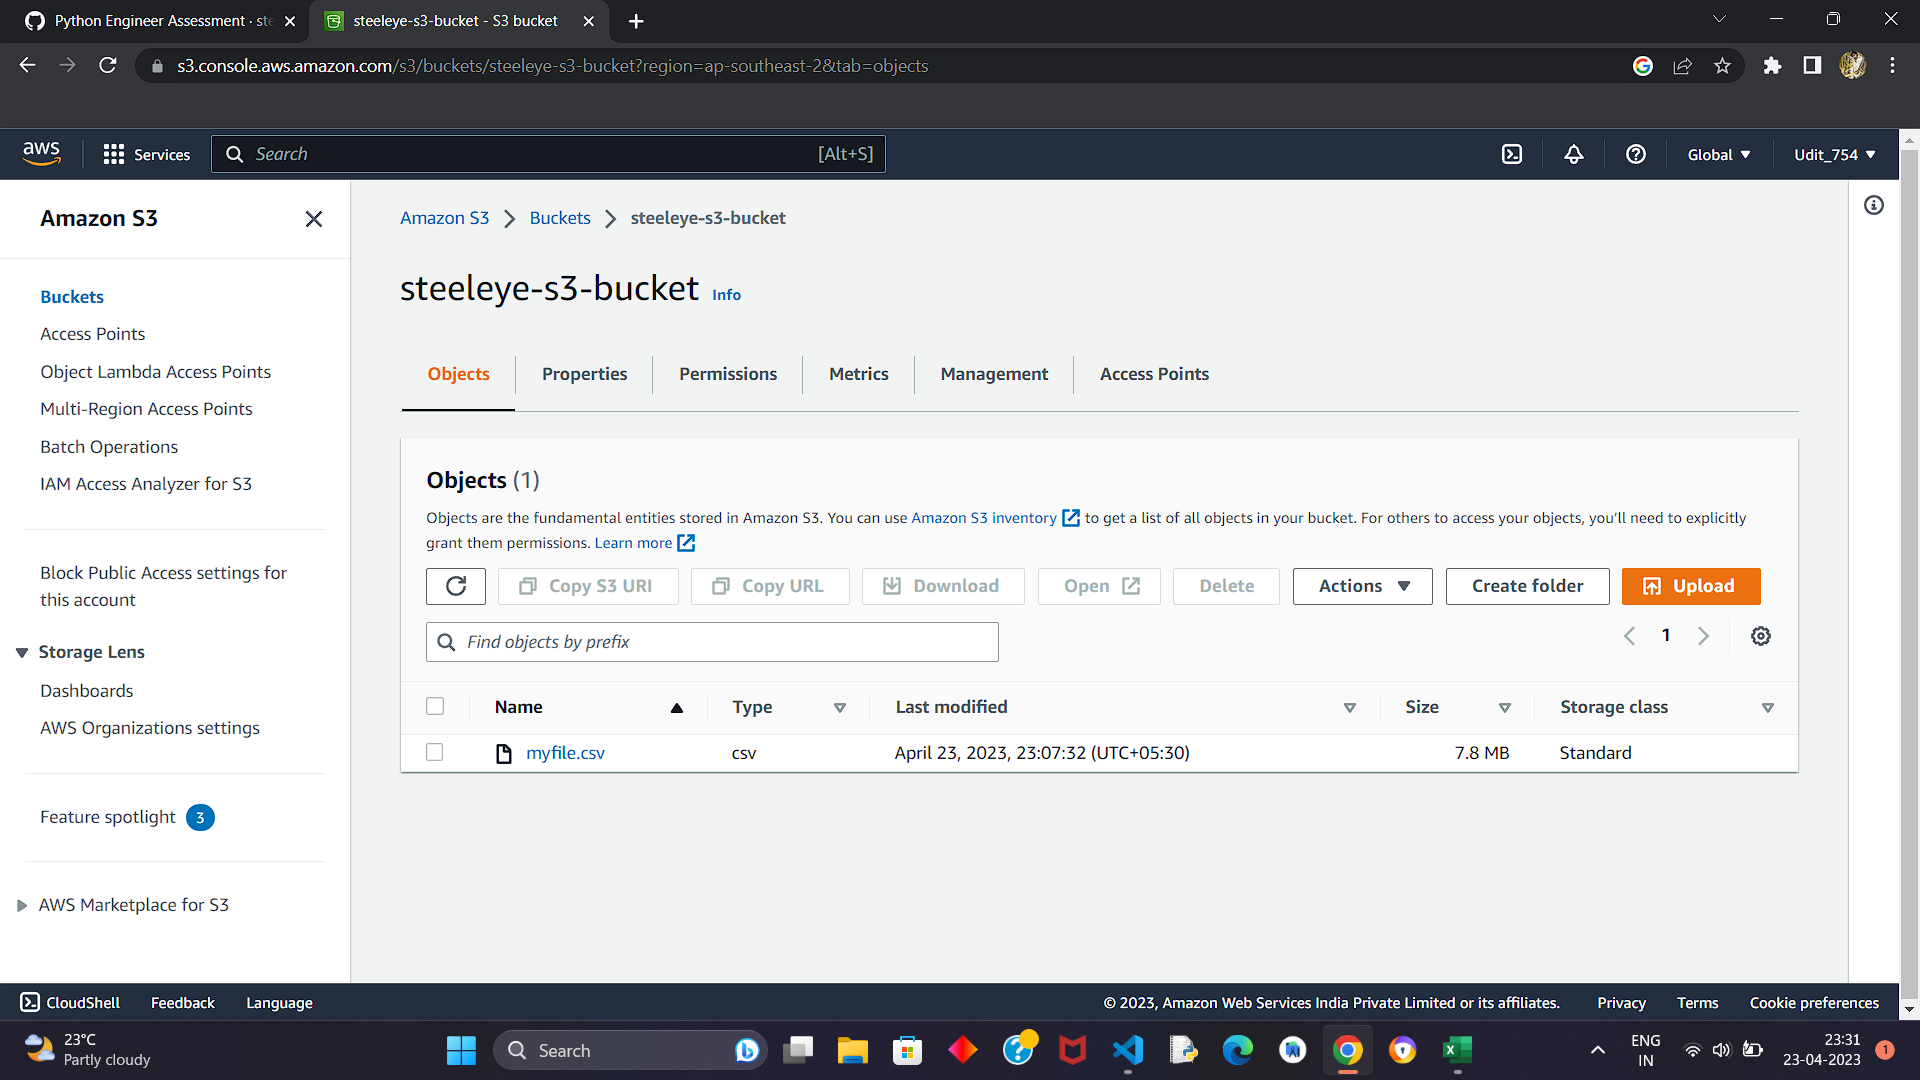 Python Engineer Assessment · ste
steeleye-s3-bucket - S3 bucket
s3.console.aws.amazon.com/s3/buckets/steeleye-s3-bucket?region=ap-southeast-2&tab=objects
aws
Services
Search
[Alt+S]
Global
Udit_754
Amazon S3
Buckets
Access Points
Object Lambda Access Points
Multi-Region Access Points
Batch Operations
IAM Access Analyzer for S3
Block Public Access settings for
this account
Storage Lens
Dashboards
AWS Organizations settings
Feature spotlight 3
AWS Marketplace for S3
Amazon S3 > Buckets > steeleye-s3-bucket
steeleye-s3-bucket Info
Objects
Properties
Permissions
Metrics
Management
Access Points
Objects (1)
Objects are the fundamental entities stored in Amazon S3. You can use Amazon S3 inventory to get a list of all objects in your bucket. For others to access your objects, you'll need to explicitly
grant them permissions. Learn more
Copy S3 URI
Copy URL
Download
Open
Delete
Actions
Create folder
Upload
Find objects by prefix
1
Name Type Last modified Size Storage class
myfile.csv csv April 23, 2023, 23:07:32 (UTC+05:30) 7.8 MB Standard
CloudShell Feedback Language
© 2023, Amazon Web Services India Private Limited or its affiliates. Privacy Terms Cookie preferences
23°C
Partly cloudy
Search
ENG
IN
23:31
23-04-2023
1